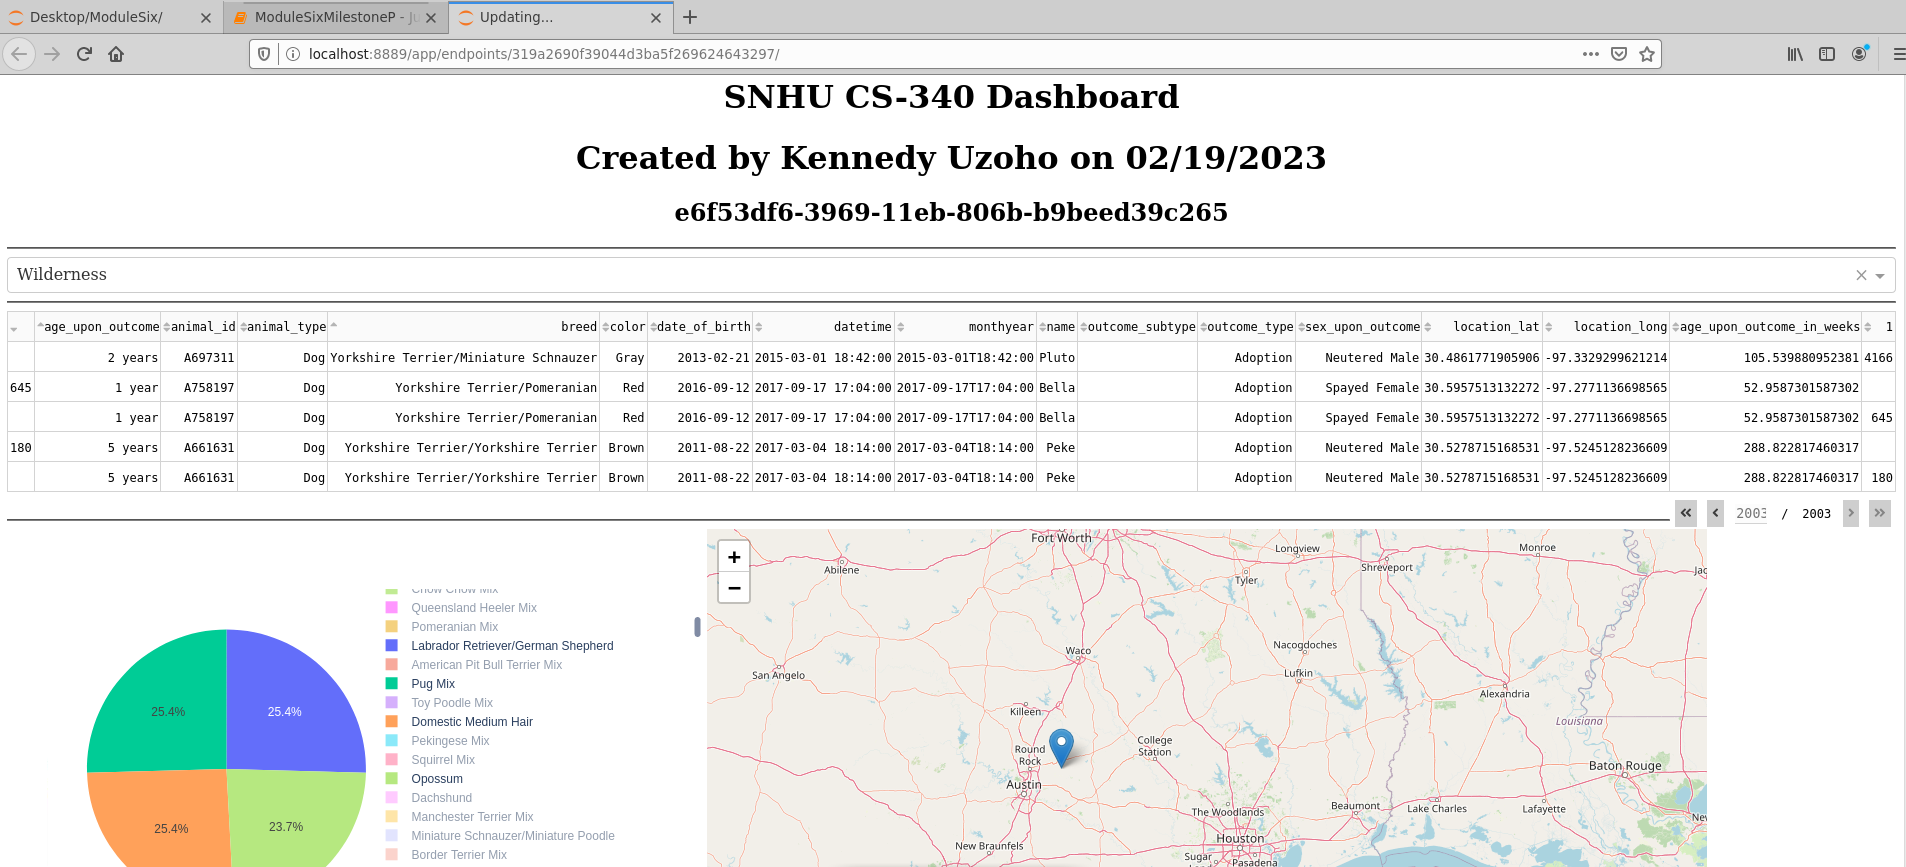 Desktop/ModuleSix/
ModuleSixMilestoneP - Ju
Updating...
localhost:8889/app/endpoints/319a2690f39044d3ba5f269624643297/
SNHU CS-340 Dashboard
Created by Kennedy Uzoho on 02/19/2023
e6f53df6-3969-11eb-806b-b9beed39c265
Wilderness
age_upon_outcome animal_id animal_type breed color date_of_birth datetime monthyear name outcome_subtype outcome_type sex_upon_outcome location_lat location_long age_upon_outcome_in_weeks 1
2 years A697311 Dog Yorkshire Terrier/Miniature Schnauzer Gray 2013-02-21 2015-03-01 18:42:00 2015-03-01T18:42:00 Pluto Adoption Neutered Male 30.4861771905906 -97.3329299621214 105.539880952381 4166
645 1 year A758197 Dog Yorkshire Terrier/Pomeranian Red 2016-09-12 2017-09-17 17:04:00 2017-09-17T17:04:00 Bella Adoption Spayed Female 30.5957513132272 -97.2771136698565 52.9587301587302
1 year A758197 Dog Yorkshire Terrier/Pomeranian Red 2016-09-12 2017-09-17 17:04:00 2017-09-17T17:04:00 Bella Adoption Spayed Female 30.5957513132272 -97.2771136698565 52.9587301587302 645
180 5 years A661631 Dog Yorkshire Terrier/Yorkshire Terrier Brown 2011-08-22 2017-03-04 18:14:00 2017-03-04T18:14:00 Peke Adoption Neutered Male 30.5278715168531 -97.5245128236609 288.822817460317
5 years A661631 Dog Yorkshire Terrier/Yorkshire Terrier Brown 2011-08-22 2017-03-04 18:14:00 2017-03-04T18:14:00 Peke Adoption Neutered Male 30.5278715168531 -97.5245128236609 288.822817460317 180
2003 / 2003
25.4%
25.4%
25.4%
23.7%
Chow Chow Mix
Queensland Heeler Mix
Pomeranian Mix
Labrador Retriever/German Shepherd
American Pit Bull Terrier Mix
Pug Mix
Toy Poodle Mix
Domestic Medium Hair
Pekingese Mix
Squirrel Mix
Opossum
Dachshund
Manchester Terrier Mix
Miniature Schnauzer/Miniature Poodle
Border Terrier Mix
+
−
Fort Worth
Abilene
Longview
Monroe
Tyler
Shreveport
Jac
Waco
Nacogdoches
San Angelo
Lufkin
Alexandria
Killeen
Louisiana
Round
Rock
College
Station
Austin
Baton Rouge
The Woodlands
Beaumont
Lake Charles
Lafayette
New
Houston
New Braunfels
Sugar
Pasadena